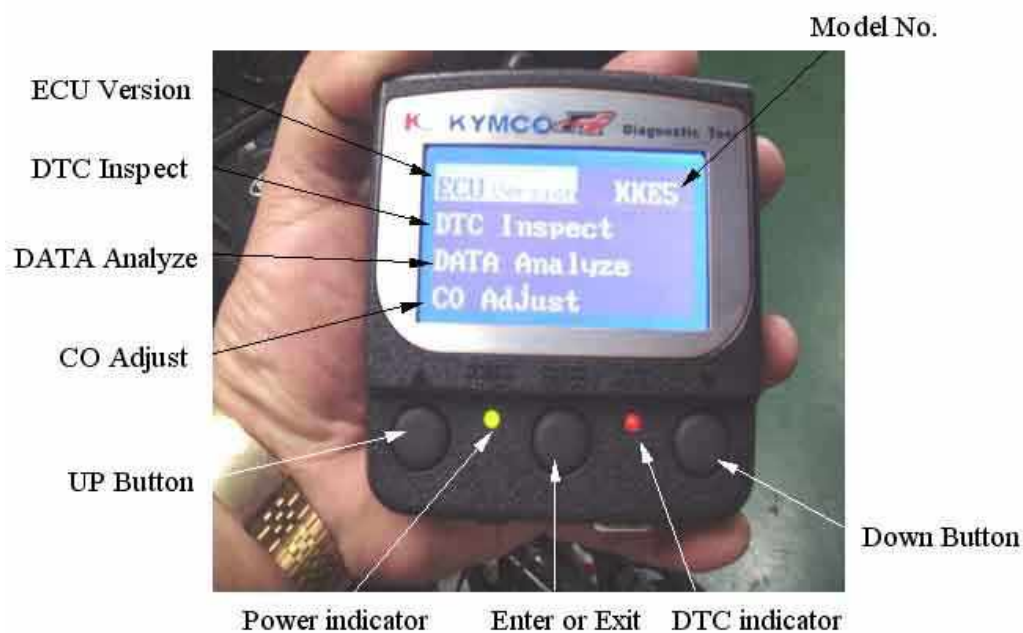 Model No.
ECU Version
DTC Inspect
DATA Analyze
CO Adjust
UP Button
Power indicator
Enter or Exit
DTC indicator
Down Button
K KYMCO Diagnostic Tool
ECU Version KKE5
DTC Inspect
DATA Analyze
CO Adjust